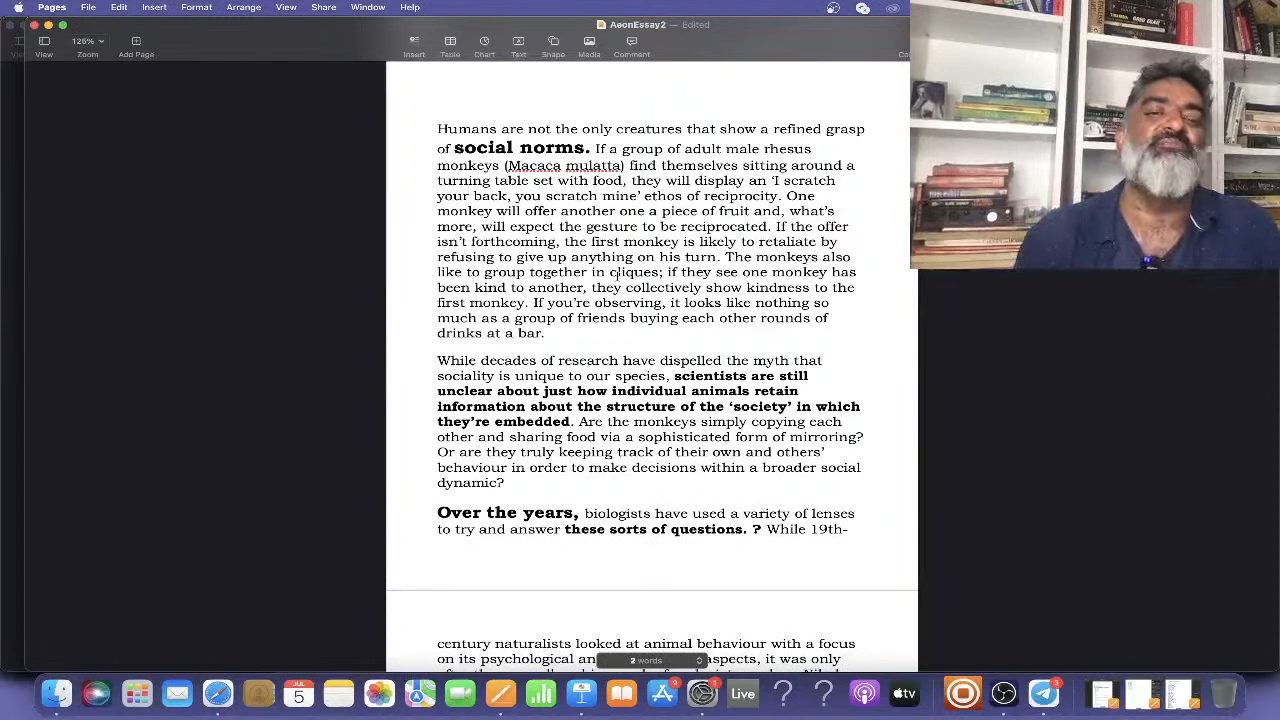 Pages File Edit Insert Format Arrange View Share Window Help
AeonEssay2 — Edited
125%
View Zoom Add Page Insert Table Chart Text Shape Media Comment Co
Humans are not the only creatures that show a refined grasp
of social norms. If a group of adult male rhesus
monkeys (Macaca mulatta) find themselves sitting around a
turning table set with food, they will display an ‘I scratch
your back, you scratch mine’ ethos of reciprocity. One
monkey will offer another one a piece of fruit and, what’s
more, will expect the gesture to be reciprocated. If the offer
isn’t forthcoming, the first monkey is likely to retaliate by
refusing to give up anything on his turn. The monkeys also
like to group together in cliques; if they see one monkey has
been kind to another, they collectively show kindness to the
first monkey. If you’re observing, it looks like nothing so
much as a group of friends buying each other rounds of
drinks at a bar.
While decades of research have dispelled the myth that
sociality is unique to our species, scientists are still
unclear about just how individual animals retain
information about the structure of the ‘society’ in which
they’re embedded. Are the monkeys simply copying each
other and sharing food via a sophisticated form of mirroring?
Or are they truly keeping track of their own and others’
behaviour in order to make decisions within a broader social
dynamic?
Over the years, biologists have used a variety of lenses
to try and answer these sorts of questions. ? While 19th-
century naturalists looked at animal behaviour with a focus
on its psychological an aspects, it was only
2 words
JUL
5
9
1
Live
tv
3
GREG BEAR